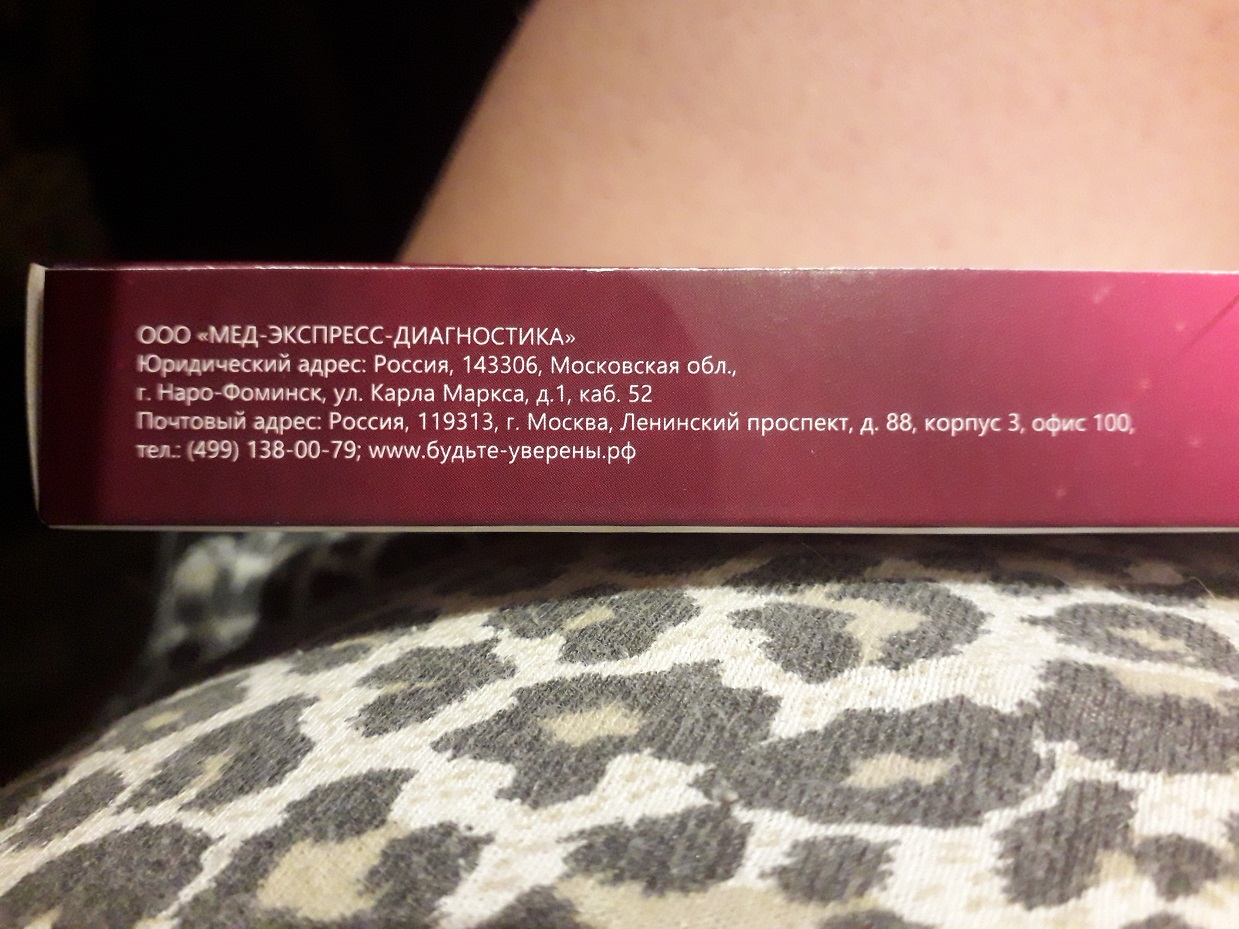 ООО «МЕД-ЭКСПРЕСС-ДИАГНОСТИКА»
Юридический адрес: Россия, 143306, Московская обл.,
г. Наро-Фоминск, ул. Карла Маркса, д.1, каб. 52
Почтовый адрес: Россия, 119313, г. Москва, Ленинский проспект, д. 88, корпус 3, офис 100,
тел.: (499) 138-00-79; www.будьте-уверены.рф